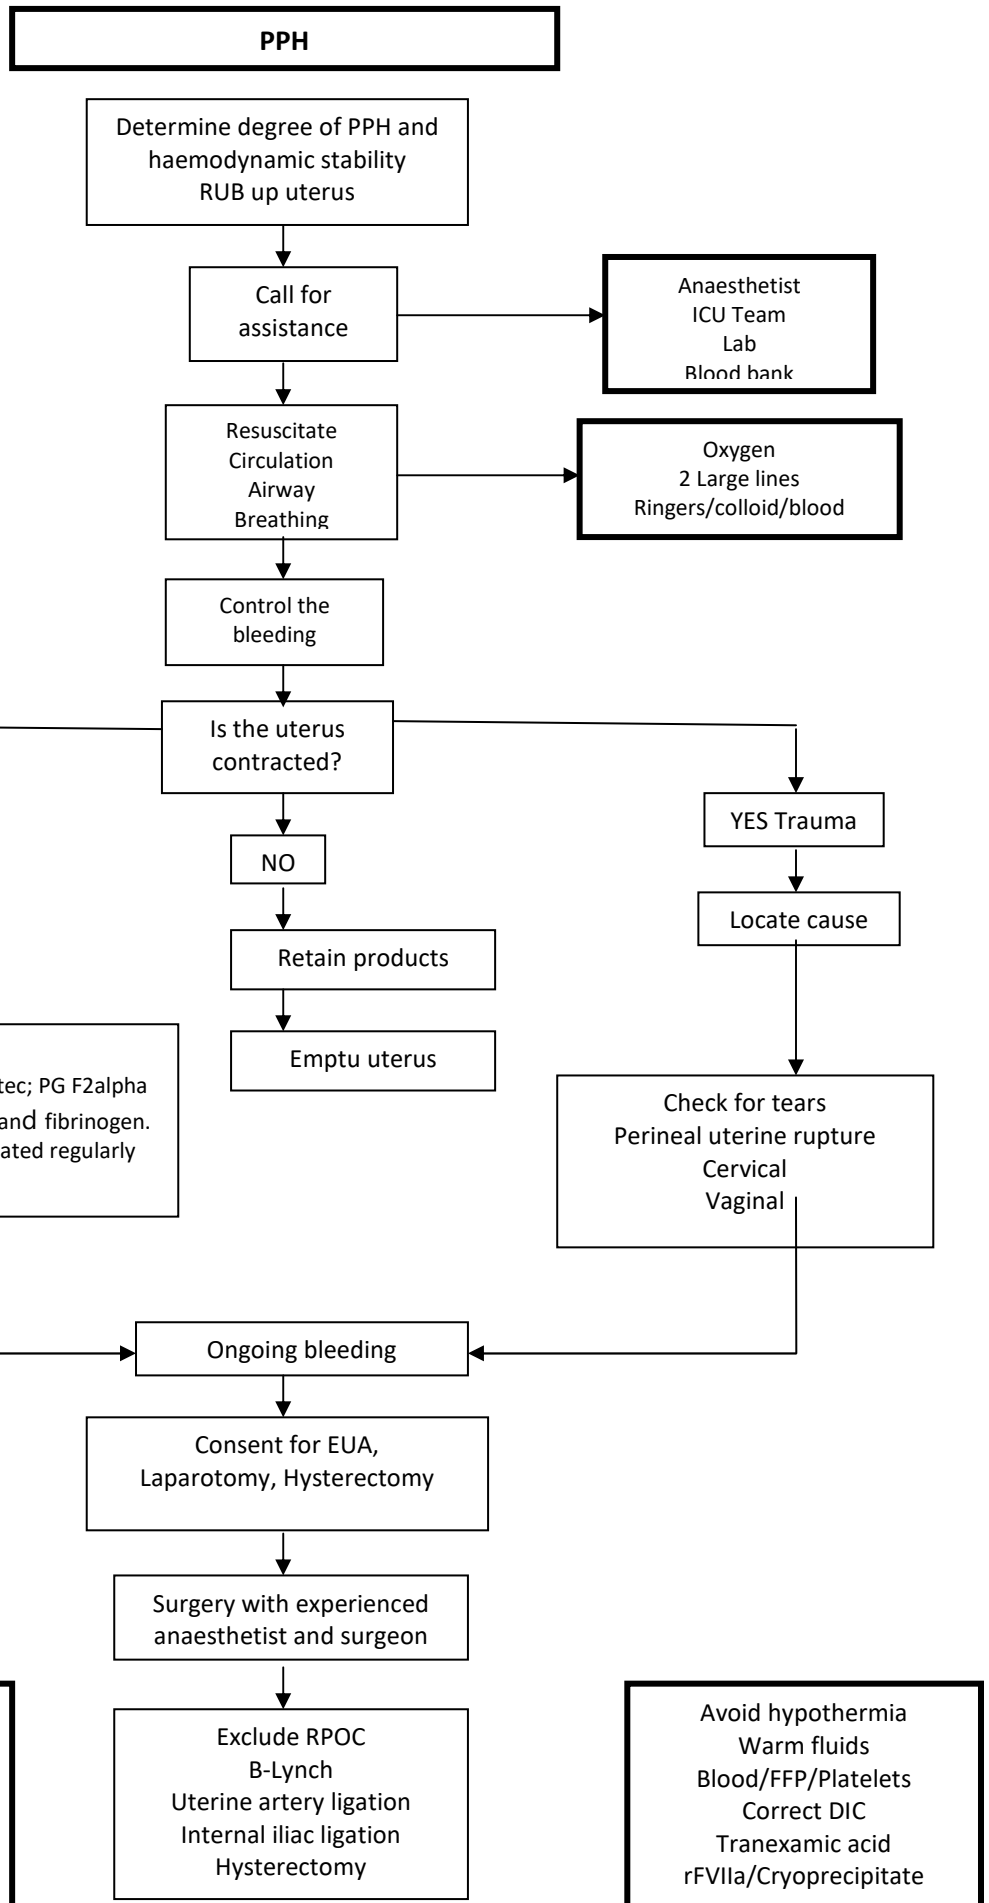 PPH
Determine degree of PPH and
haemodynamic stability
RUB up uterus
Call for
assistance
Anaesthetist
ICU Team
Lab
Blood bank
Resuscitate
Circulation
Airway
Breathing
Oxygen
2 Large lines
Ringers/colloid/blood
Control the
bleeding
Is the uterus
contracted?
NO
YES Trauma
Locate cause
Retain products
Emptu uterus
tec; PG F2alpha
and fibrinogen.
ated regularly
Check for tears
Perineal uterine rupture
Cervical
Vaginal
Ongoing bleeding
Consent for EUA,
Laparotomy, Hysterectomy
Surgery with experienced
anaesthetist and surgeon
Exclude RPOC
B-Lynch
Uterine artery ligation
Internal iliac ligation
Hysterectomy
Avoid hypothermia
Warm fluids
Blood/FFP/Platelets
Correct DIC
Tranexamic acid
rFVIIa/Cryoprecipitate